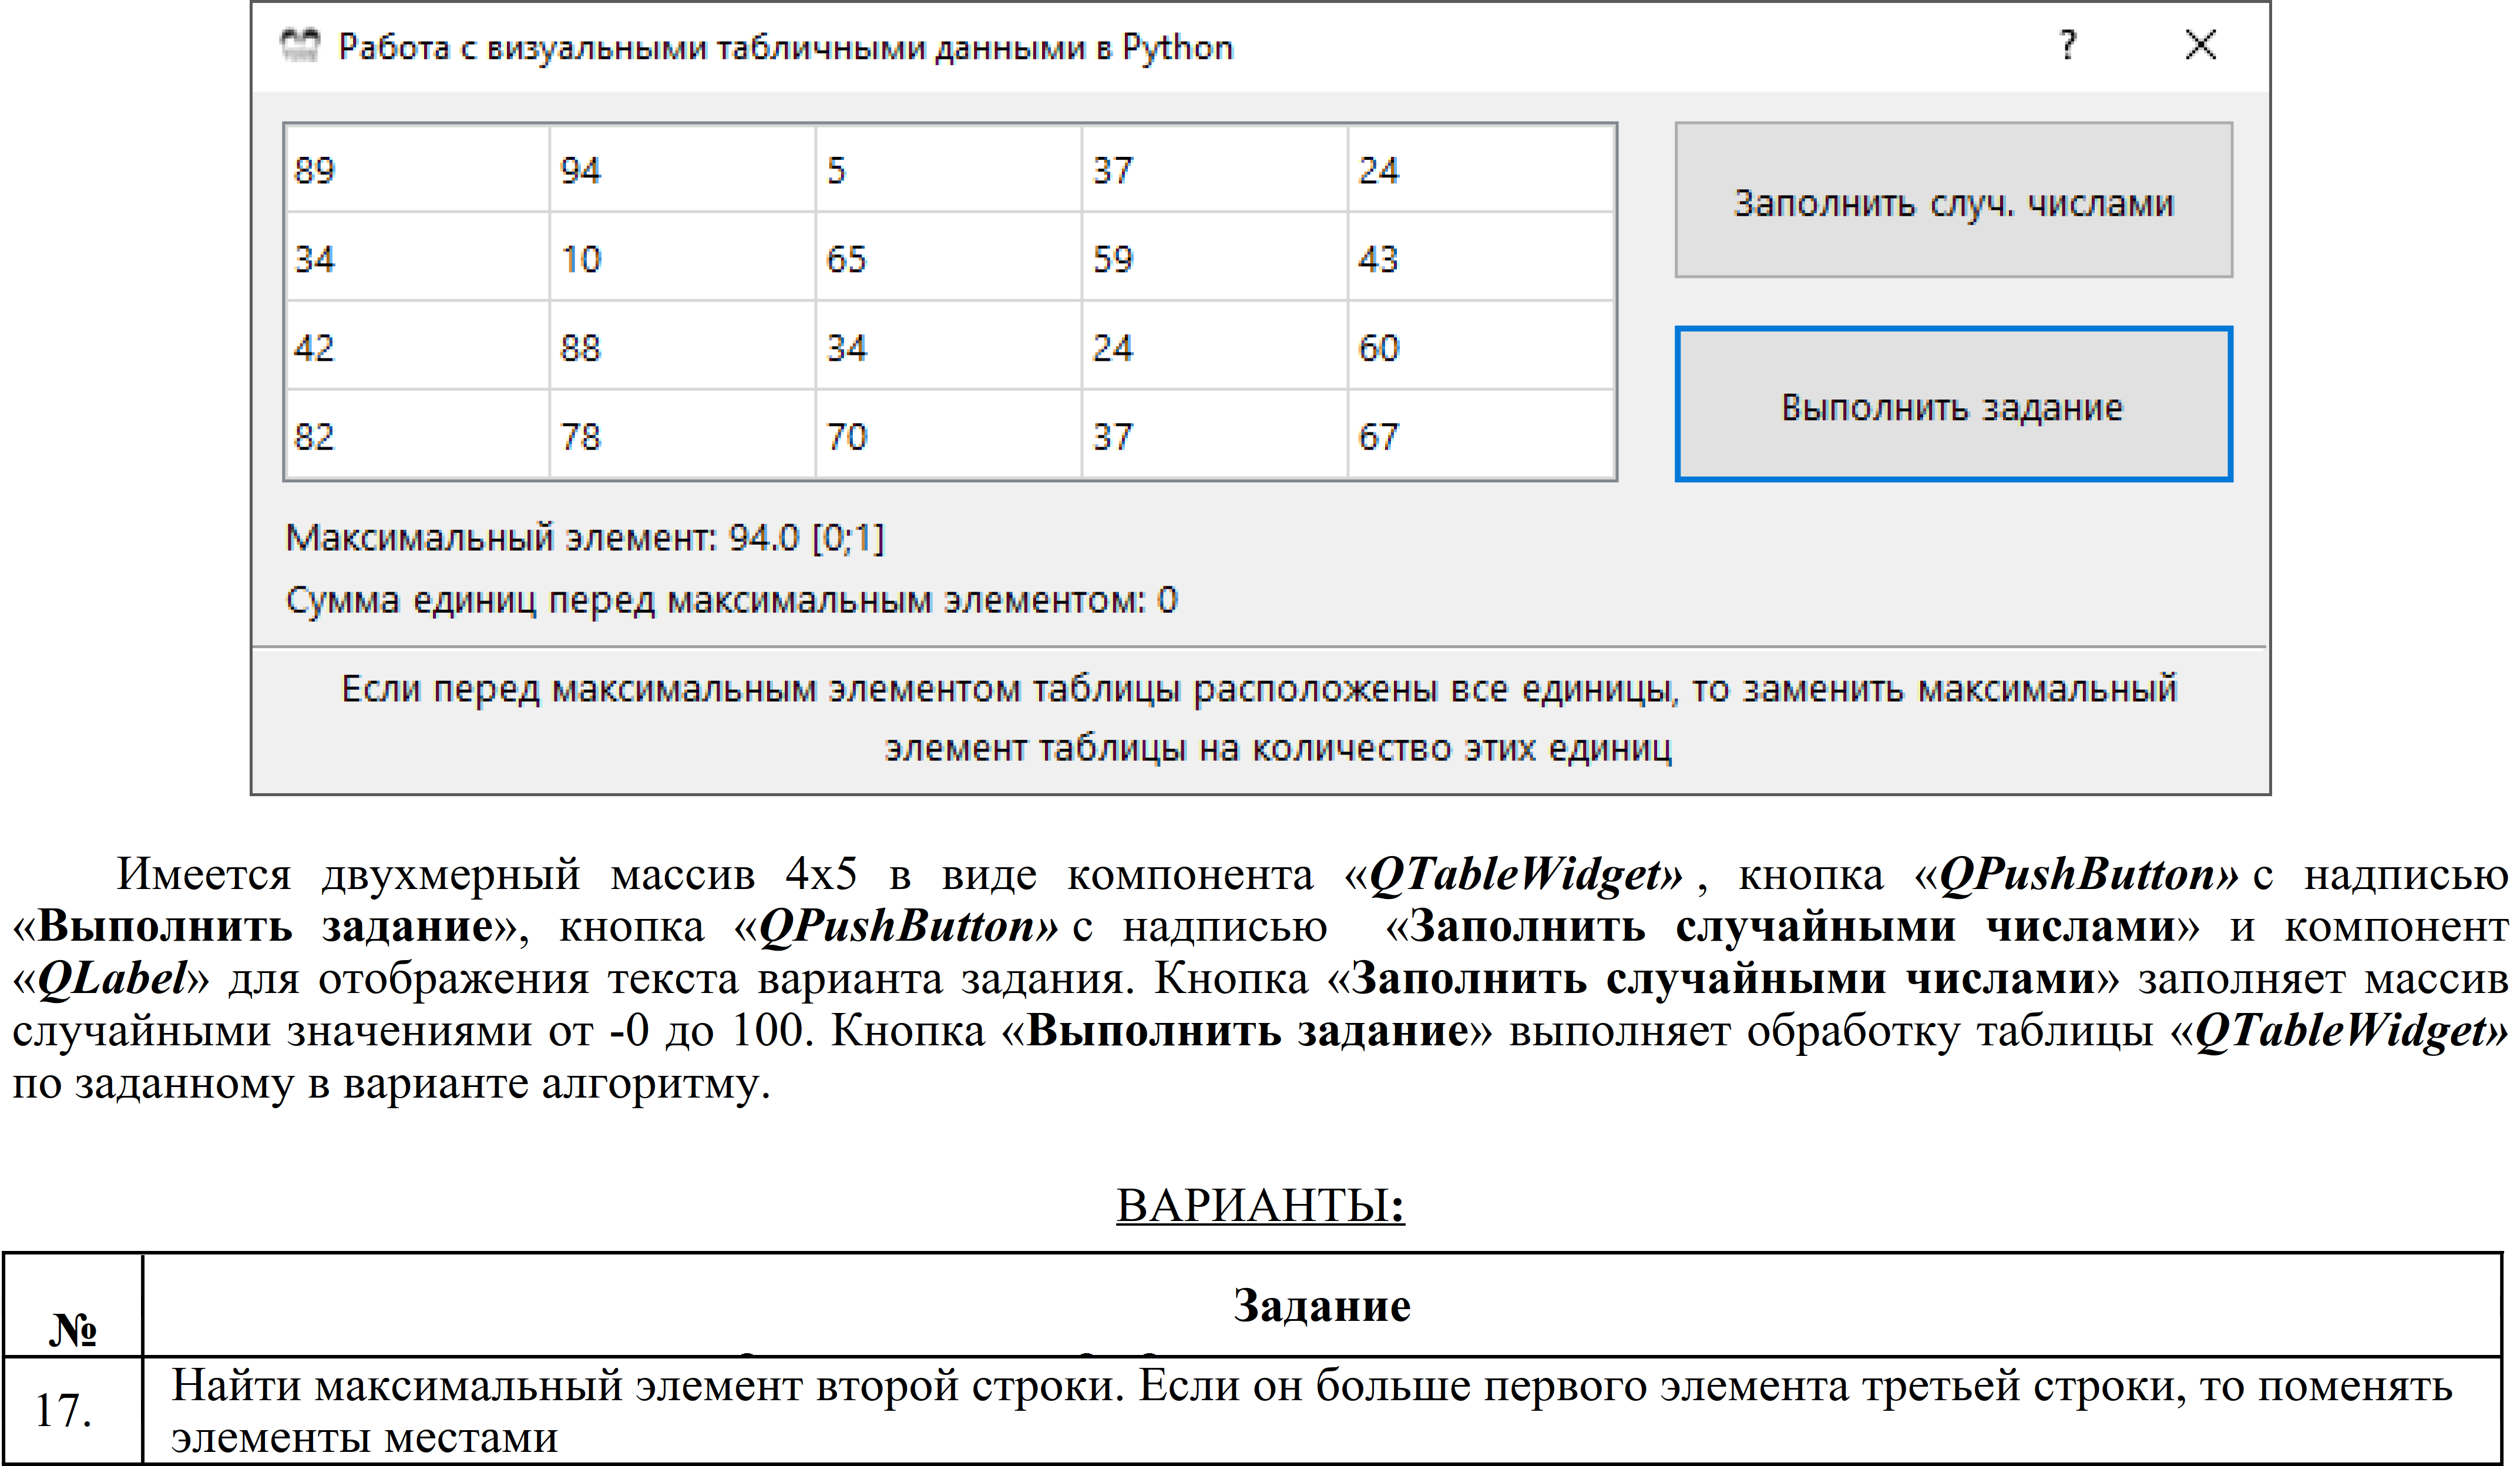 Работа с визуальными табличными данными в Python ?
89 94 5 37 24
Заполнить случ. числами
34 10 65 59 43
42 88 34 24 60
Выполнить задание
82 78 70 37 67
Максимальный элемент: 94.0 [0;1]
Сумма единиц перед максимальным элементом: 0
Если перед максимальным элементом таблицы расположены все единицы, то заменить максимальный
элемент таблицы на количество этих единиц
Имеется двухмерный массив 4х5 в виде компонента «QTableWidget» , кнопка «QPushButton» с надписью
«Выполнить задание», кнопка «QPushButton» с надписью «Заполнить случайными числами» и компонент
«QLabel» для отображения текста варианта задания. Кнопка «Заполнить случайными числами» заполняет массив
случайными значениями от -0 до 100. Кнопка «Выполнить задание» выполняет обработку таблицы «QTableWidget»
по заданному в варианте алгоритму.
ВАРИАНТЫ:
№ Задание
17. Найти максимальный элемент второй строки. Если он больше первого элемента третьей строки, то поменять
элементы местами